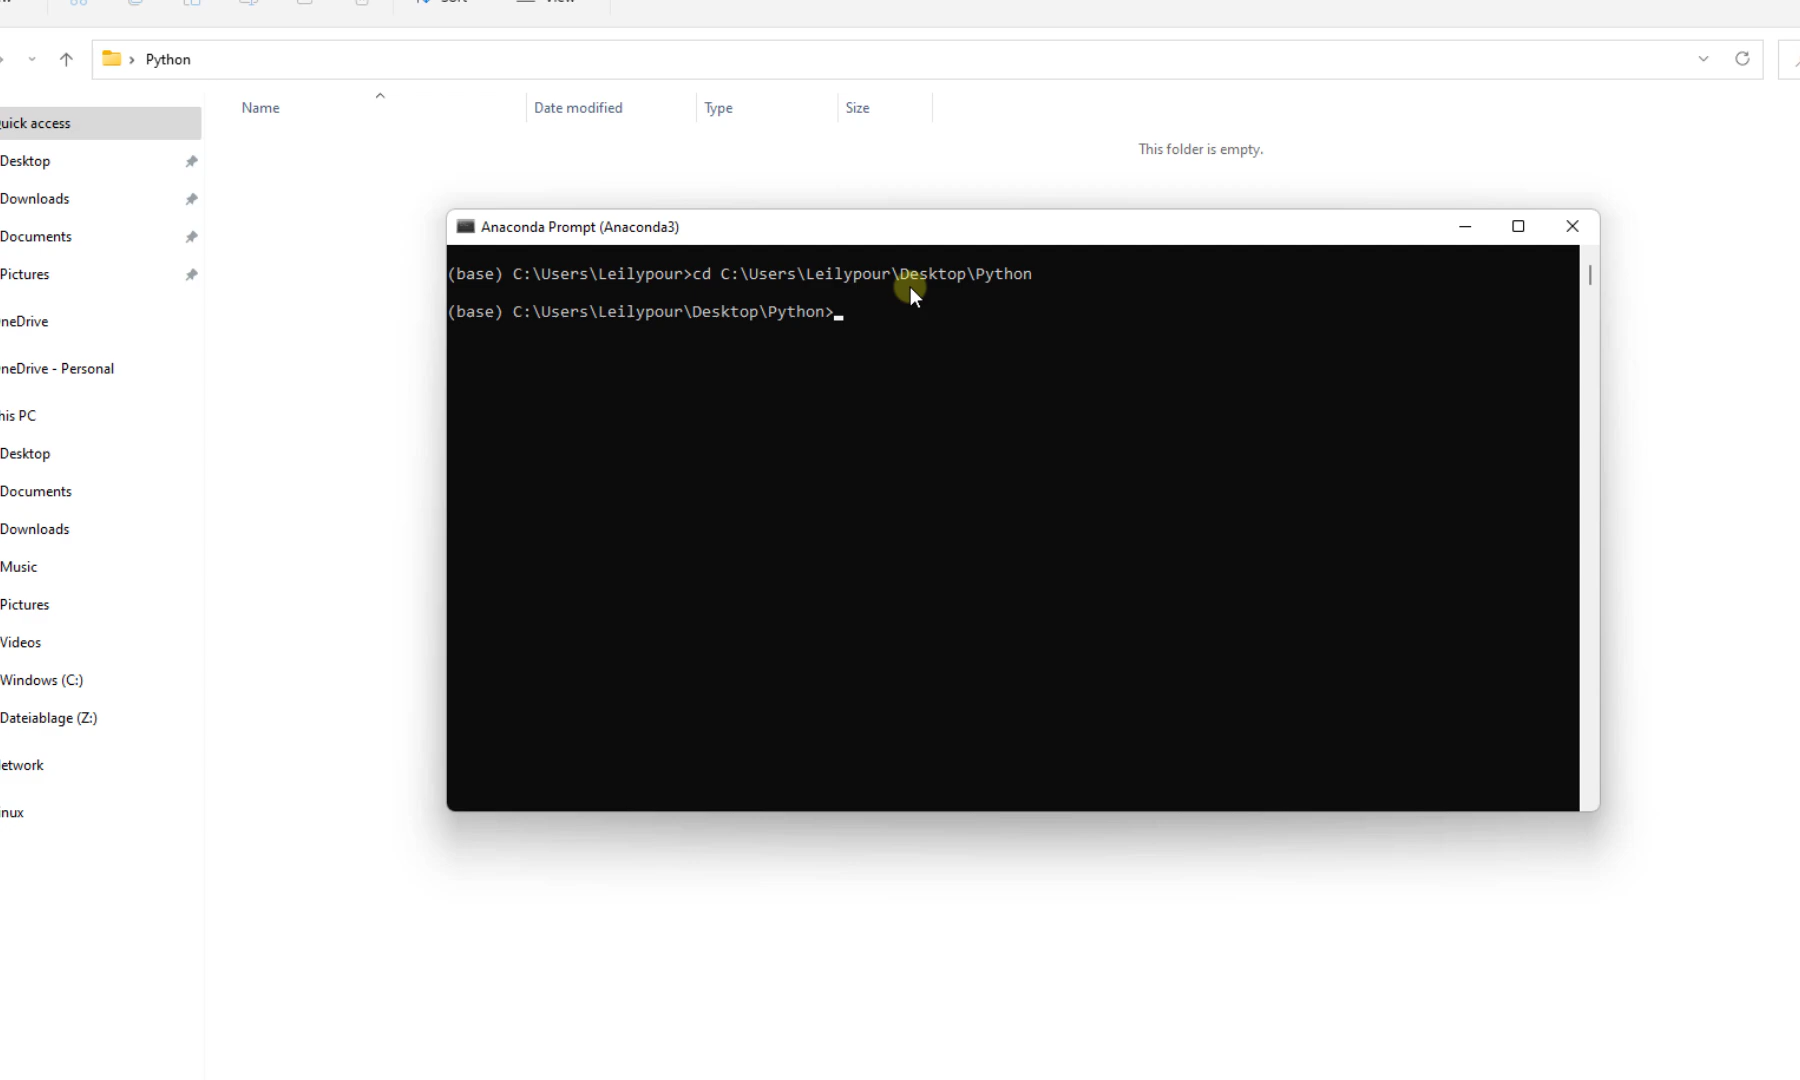 Python
Name Date modified Type Size
uick access
This folder is empty.
Desktop
Downloads
Documents
Pictures
neDrive
neDrive - Personal
his PC
Desktop
Documents
Downloads
Music
Pictures
Videos
Windows (C:)
Dateiablage (Z:)
etwork
inux
Anaconda Prompt (Anaconda3)
(base) C:\Users\Leilypour>cd C:\Users\Leilypour\Desktop\Python
(base) C:\Users\Leilypour\Desktop\Python>